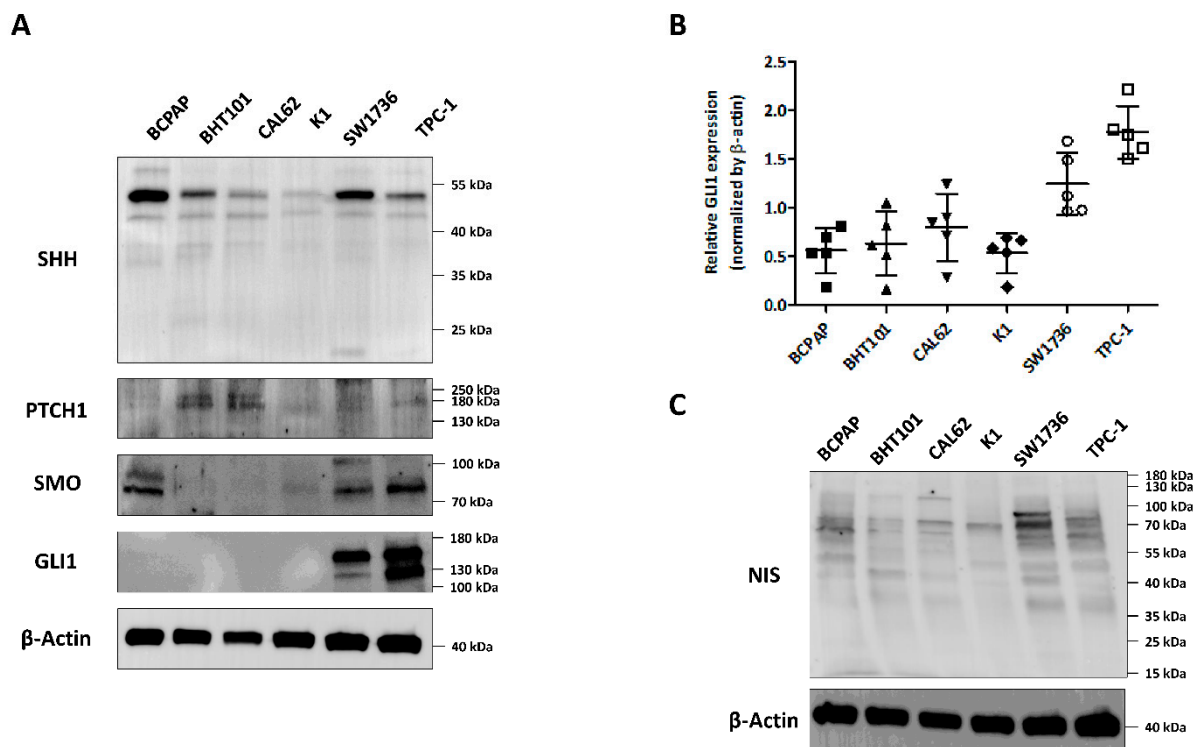 A
BCPAP
BHT101
CAL62
K1
SW1736
TPC-1
SHH
55 kDa
40 kDa
35 kDa
25 kDa
PTCH1
250 kDa
180 kDa
130 kDa
SMO
100 kDa
70 kDa
GLI1
180 kDa
130 kDa
100 kDa
β-Actin
40 kDa
B
Relative GLI1 expression
(normalized by β-actin)
2.5
2.0
1.5
1.0
0.5
0.0
BCPAP
BHT101
CAL62
K1
SW1736
TPC-1
C
BCPAP
BHT101
CAL62
K1
SW1736
TPC-1
NIS
180 kDa
130 kDa
100 kDa
70 kDa
55 kDa
40 kDa
35 kDa
25 kDa
15 kDa
β-Actin
40 kDa